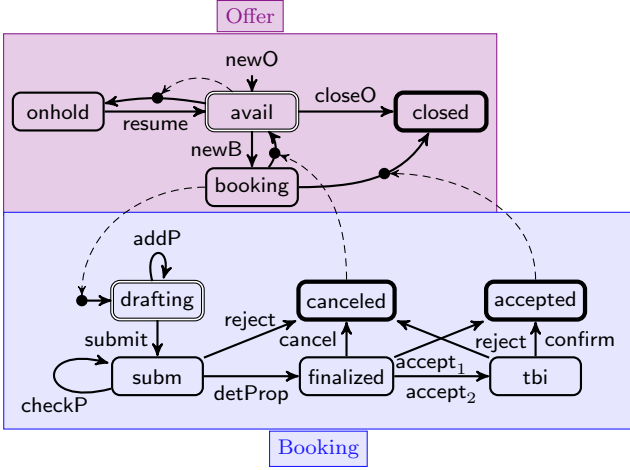 Offer
newO
onhold
resume
avail
closeO
closed
newB
booking
addP
drafting
canceled
accepted
submit
reject
cancel
reject
confirm
checkP
subm
detProp
finalized
accept₁
accept₂
tbi
Booking